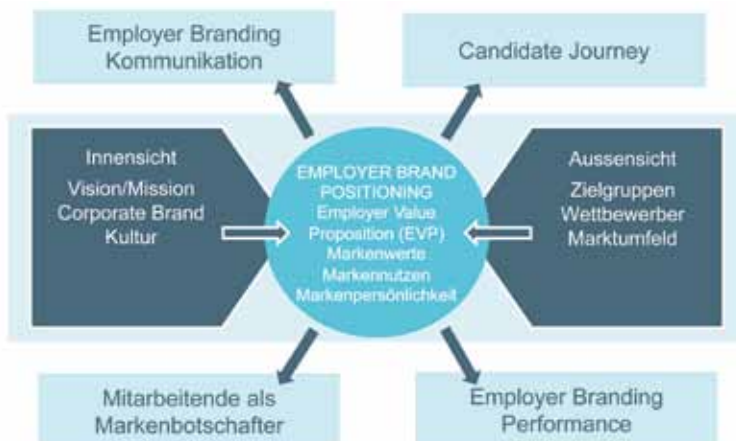 Employer Branding
Kommunikation
Candidate Journey
Innensicht
Vision/Mission
Corporate Brand
Kultur
EMPLOYER BRAND
POSITIONING
Employer Value
Proposition (EVP)
Markenwerte
Markennutzen
Markenpersönlichkeit
Aussensicht
Zielgruppen
Wettbewerber
Marktumfeld
Mitarbeitende als
Markenbotschafter
Employer Branding
Performance